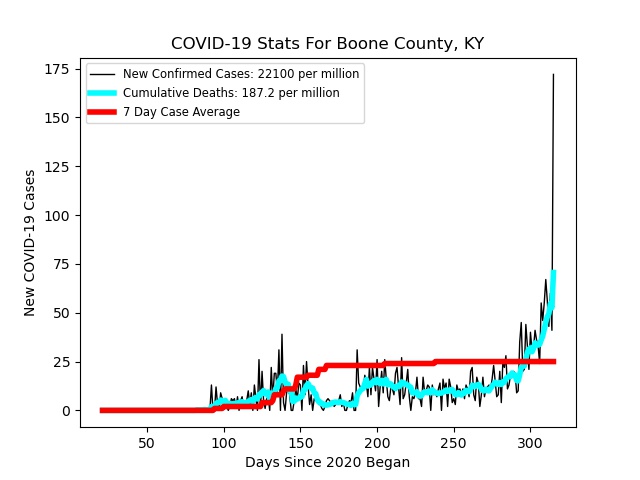 COVID-19 Stats For Boone County, KY
New Confirmed Cases: 22100 per million
Cumulative Deaths: 187.2 per million
7 Day Case Average
175
150
125
100
75
50
25
0
New COVID-19 Cases
50
100
150
200
250
300
Days Since 2020 Began